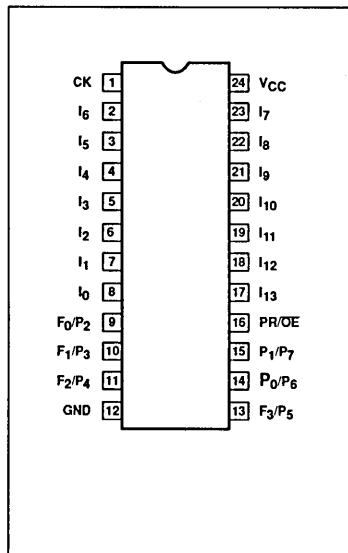 CK 1 24 VCC
I6 2 23 I7
I5 3 22 I8
I4 4 21 I9
I3 5 20 I10
I2 6 19 I11
I1 7 18 I12
I0 8 17 I13
F0/P2 9 16 PR/O̅E̅
F1/P3 10 15 P1/P7
F2/P4 11 14 P0/P6
GND 12 13 F3/P5